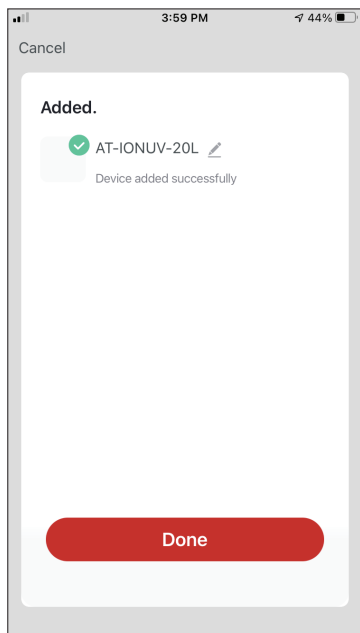 3:59 PM
44%
Cancel
Added.
AT-IONUV-20L
Device added successfully
Done